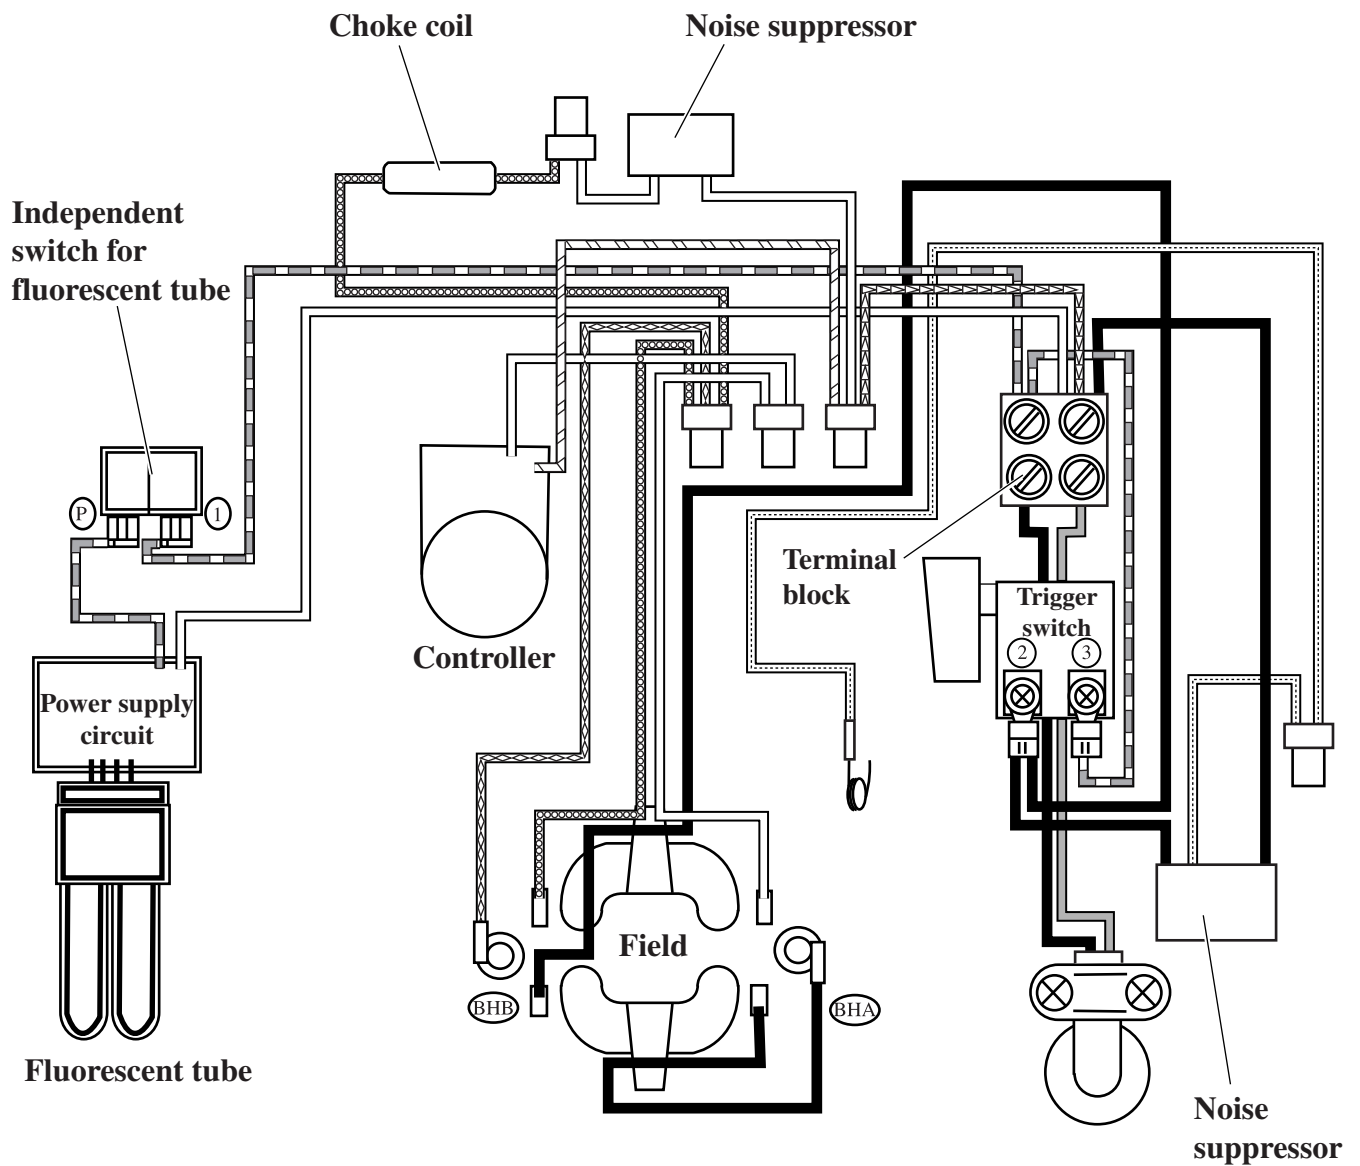 Choke coil
Noise suppressor
Independent
switch for
fluorescent tube
P
1
Terminal
block
Trigger
switch
2
3
Controller
Power supply
circuit
Field
BHB
BHA
Fluorescent tube
Noise
suppressor